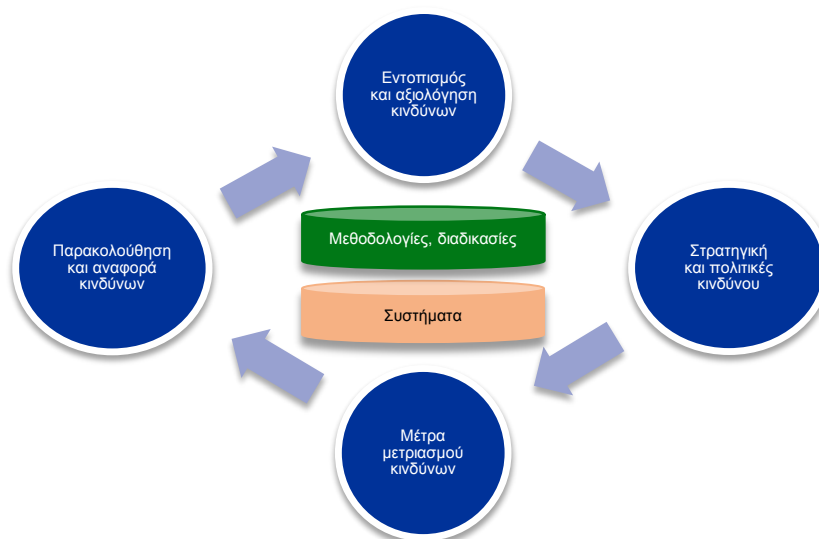 Εντοπισμός
και αξιολόγηση
κινδύνων
Μεθοδολογίες, διαδικασίες
Παρακολούθηση
και αναφορά
κινδύνων
Στρατηγική
και πολιτικές
κινδύνου
Συστήματα
Μέτρα
μετριασμού
κινδύνων